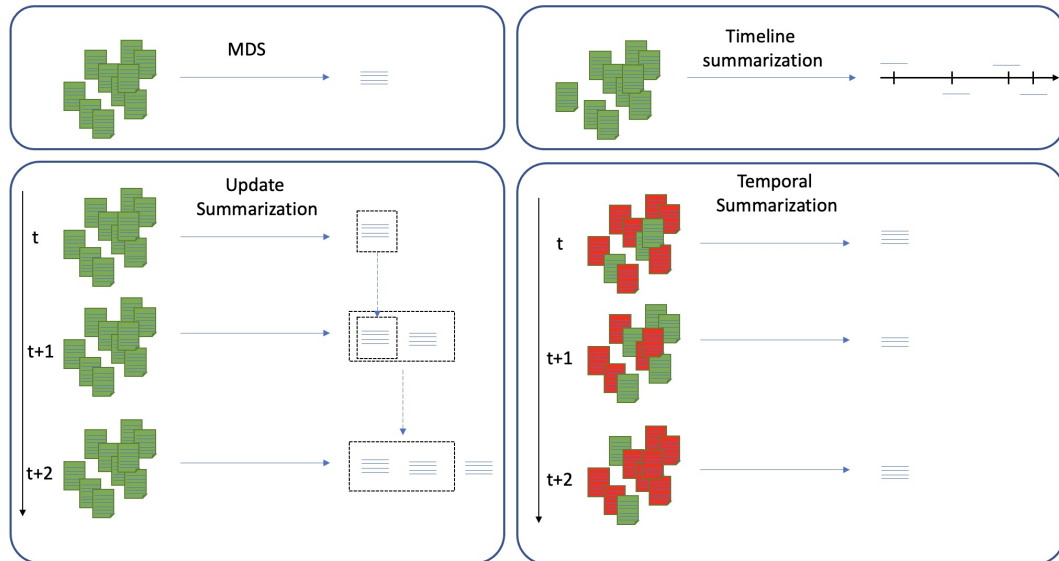 MDS
Timeline
summarization
Update
Summarization
t
t+1
t+2
Temporal
Summarization
t
t+1
t+2